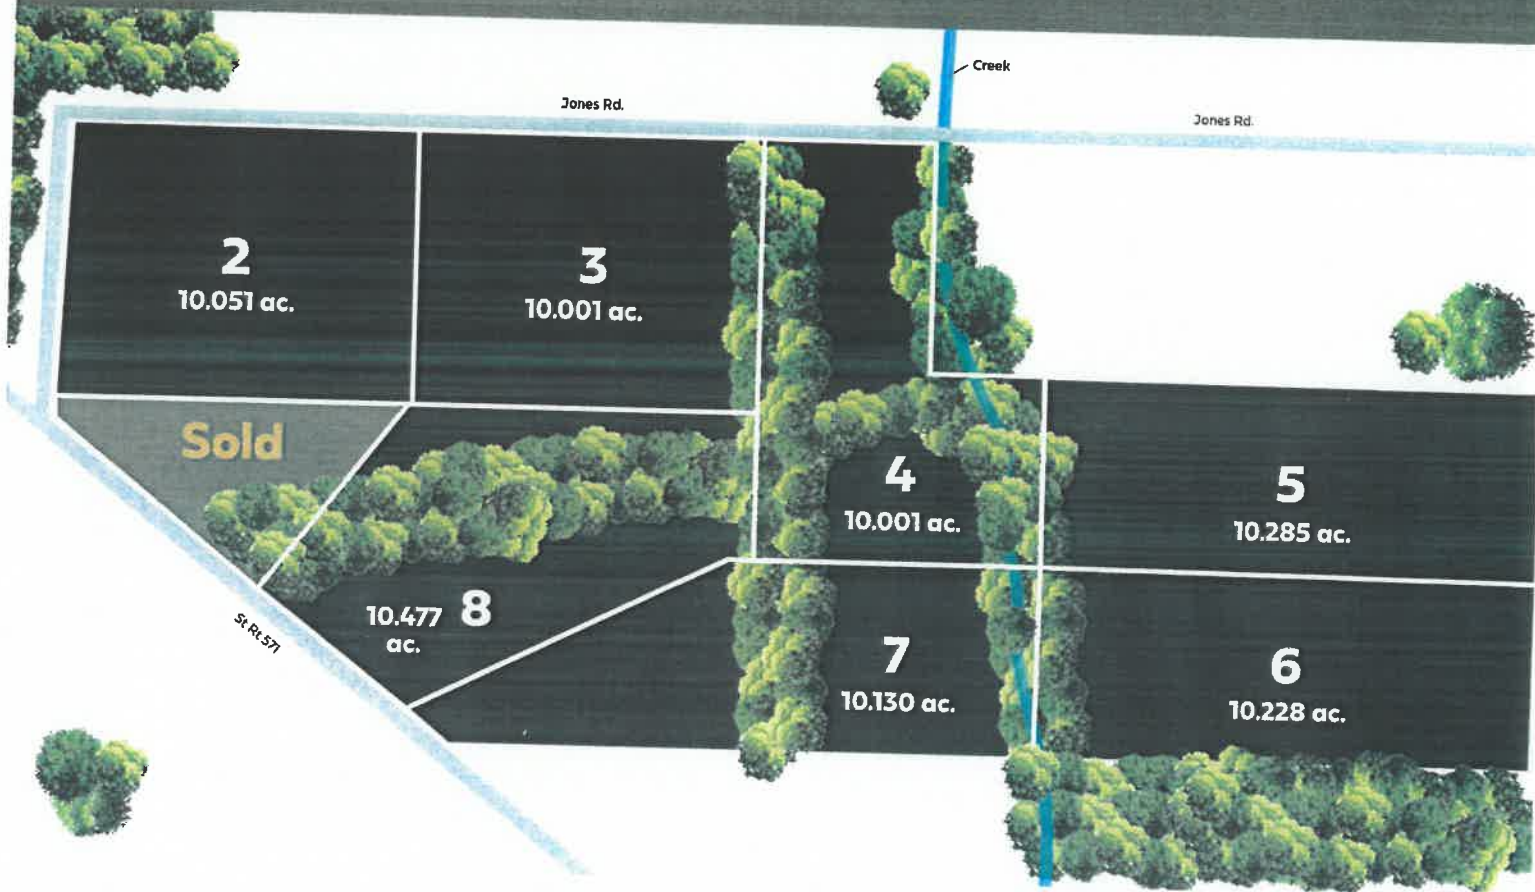 Creek
Jones Rd.
Jones Rd.
2
10.051 ac.
3
10.001 ac.
Sold
4
10.001 ac.
5
10.285 ac.
10.477 8
ac.
St Rt 571
7
10.130 ac.
6
10.228 ac.